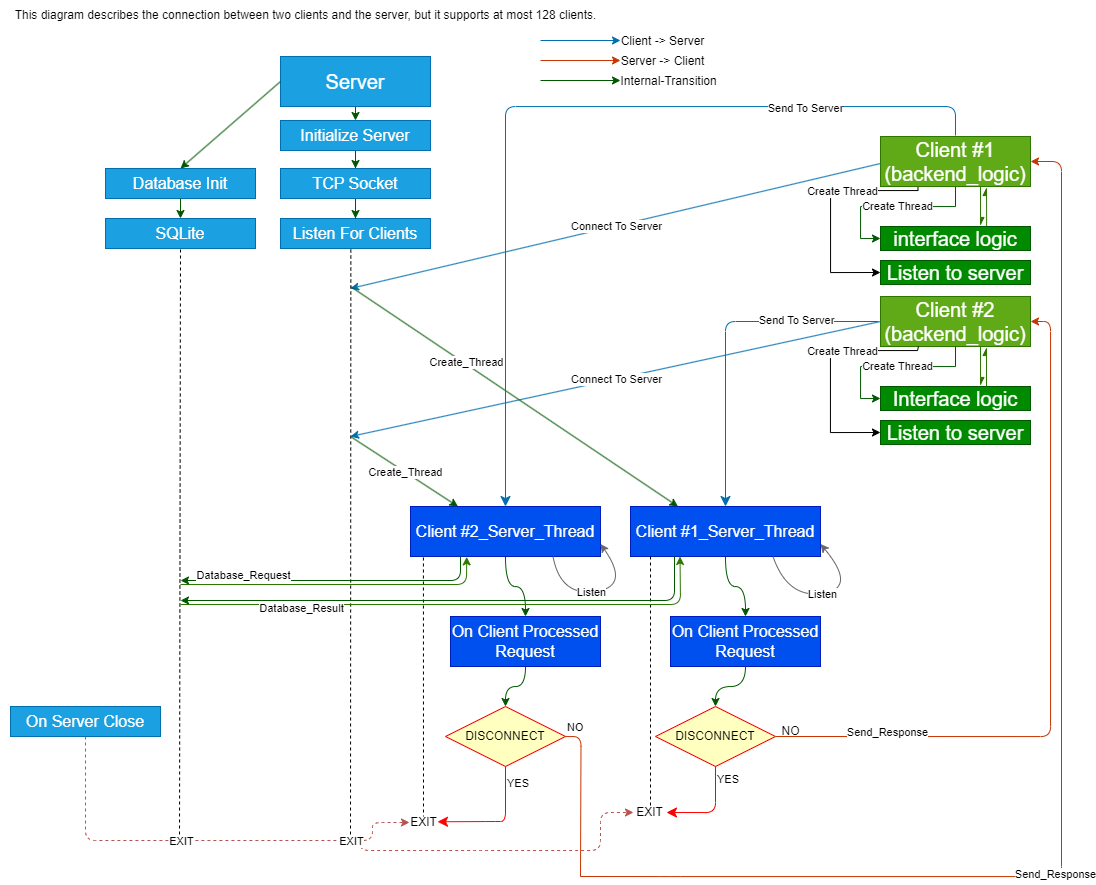 This diagram describes the connection between two clients and the server, but it supports at most 128 clients.
Client -> Server
Server -> Client
Internal-Transition
Server
Send To Server
Initialize Server
Client #1
(backend_logic)
Database Init
TCP Socket
Create Thread
Create Thread
SQLite
Listen For Clients
Connect To Server
interface logic
Listen to server
Client #2
(backend_logic)
Send To Server
Create Thread
Create_Thread
Create Thread
Connect To Server
Interface logic
Listen to server
Create_Thread
Client #2_Server_Thread
Client #1_Server_Thread
Database_Request
Listen
Listen
Database_Result
On Client Processed
Request
On Client Processed
Request
On Server Close
DISCONNECT
NO
DISCONNECT
NO
Send_Response
YES
YES
EXIT
EXIT
EXIT
EXIT
Send_Response